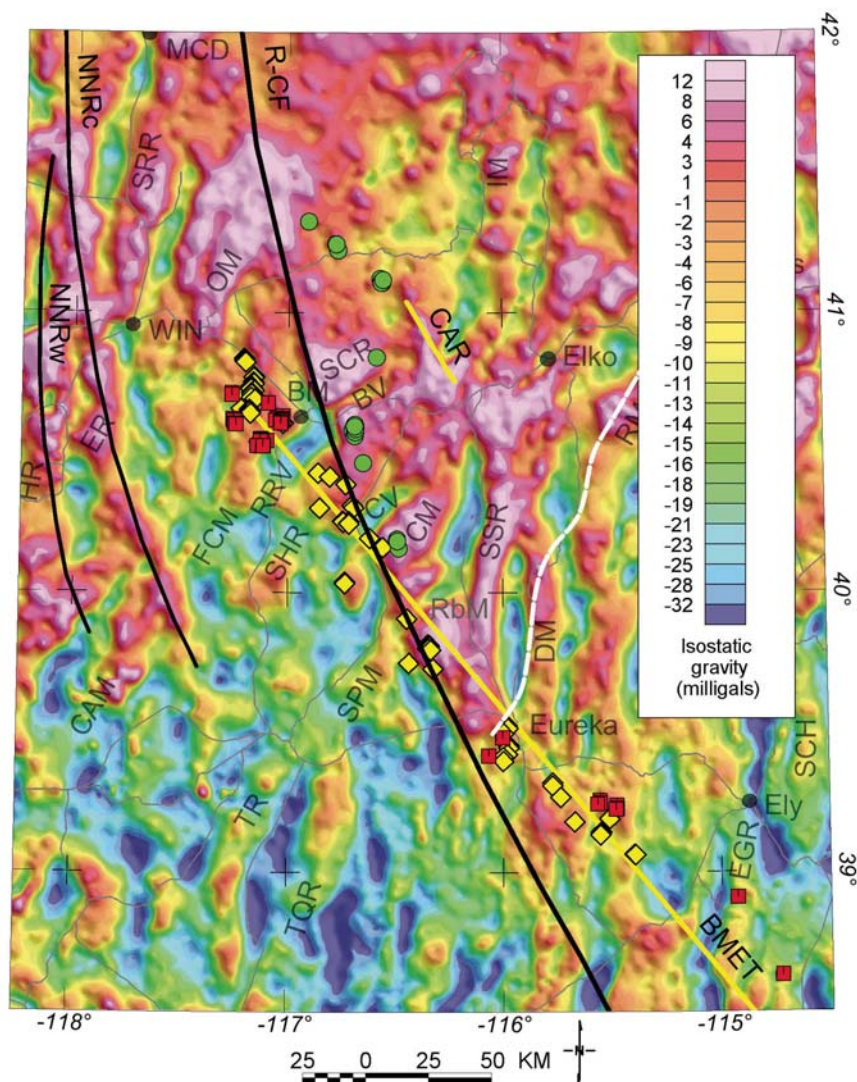 42°
MCD
R-CF
NNRc
SRR
IM
OM
41°
NNRw
WIN
CAR
SCR
Elko
BM
BV
ER
HR
RRV
CV
CM
FCM
SHR
SSR
40°
RbM
DM
CAM
SPM
Eureka
SCH
TR
Ely
EGR
39°
TQR
BMET
12
8
6
4
3
1
-1
-2
-3
-4
-6
-7
-8
-9
-10
-11
-13
-14
-15
-16
-18
-19
-21
-23
-25
-28
-32
Isostatic
gravity
(milligals)
-118°
-117°
-116°
-115°
25 0 25 50 KM
N